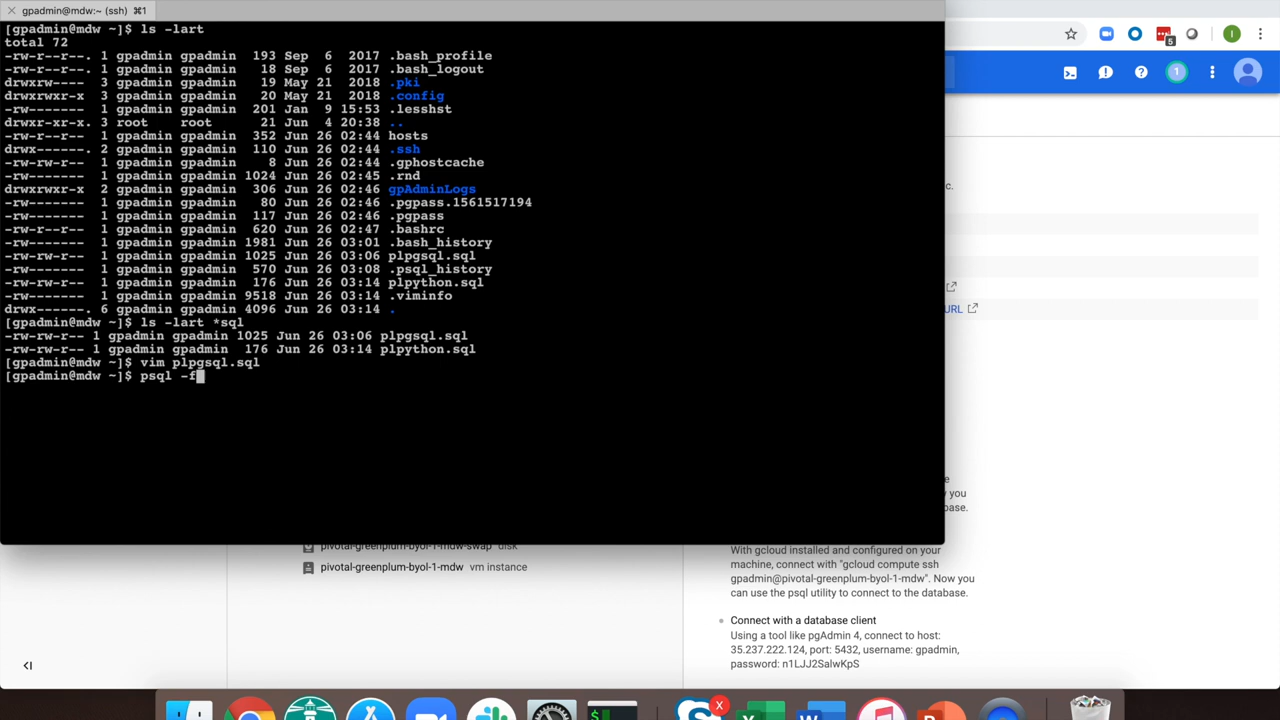 gpadmin@mdw:~ (ssh) ⌘1
[gpadmin@mdw ~]$ ls -lart
total 72
-rw-r--r--. 1 gpadmin gpadmin 193 Sep 6 2017 .bash_profile
-rw-r--r--. 1 gpadmin gpadmin 18 Sep 6 2017 .bash_logout
drwxrw---- 3 gpadmin gpadmin 19 May 21 2018 .pki
drwxrwxr-x 3 gpadmin gpadmin 20 May 21 2018 .config
-rw------- 1 gpadmin gpadmin 201 Jan 9 15:53 .lesshst
drwxr-xr-x. 3 root root 21 Jun 4 20:38 ..
-rw-r--r-- 1 gpadmin gpadmin 352 Jun 26 02:44 hosts
drwx------. 2 gpadmin gpadmin 110 Jun 26 02:44 .ssh
-rw-rw-r-- 1 gpadmin gpadmin 8 Jun 26 02:44 .gphostcache
-rw------- 1 gpadmin gpadmin 1024 Jun 26 02:45 .rnd
drwxrwxr-x 2 gpadmin gpadmin 306 Jun 26 02:46 gpAdminLogs
-rw------- 1 gpadmin gpadmin 80 Jun 26 02:46 .pgpass.1561517194
-rw------- 1 gpadmin gpadmin 117 Jun 26 02:46 .pgpass
-rw------- 1 gpadmin gpadmin 620 Jun 26 02:47 .bashrc
-rw------- 1 gpadmin gpadmin 1981 Jun 26 03:01 .bash_history
-rw-rw-r-- 1 gpadmin gpadmin 1025 Jun 26 03:06 plpgsql.sql
-rw------- 1 gpadmin gpadmin 570 Jun 26 03:08 .psql_history
-rw-rw-r-- 1 gpadmin gpadmin 176 Jun 26 03:14 plpython.sql
-rw------- 1 gpadmin gpadmin 9518 Jun 26 03:14 .viminfo
drwx------. 6 gpadmin gpadmin 4096 Jun 26 03:14 .
[gpadmin@mdw ~]$ ls -lart *sql
-rw-rw-r-- 1 gpadmin gpadmin 1025 Jun 26 03:06 plpgsql.sql
-rw-rw-r-- 1 gpadmin gpadmin 176 Jun 26 03:14 plpython.sql
[gpadmin@mdw ~]$ vim plpgsql.sql
[gpadmin@mdw ~]$ psql -f
5
I
1
c.
URL
e
you
base.
pivotal-greenplum-byol-1-mdw-swap disk
pivotal-greenplum-byol-1-mdw vm instance
With gcloud installed and configured on your
machine, connect with "gcloud compute ssh
gpadmin@pivotal-greenplum-byol-1-mdw". Now you
can use the psql utility to connect to the database.
Connect with a database client
Using a tool like pgAdmin 4, connect to host:
35.237.222.124, port: 5432, username: gpadmin,
password: n1LJJ2SalwKpS